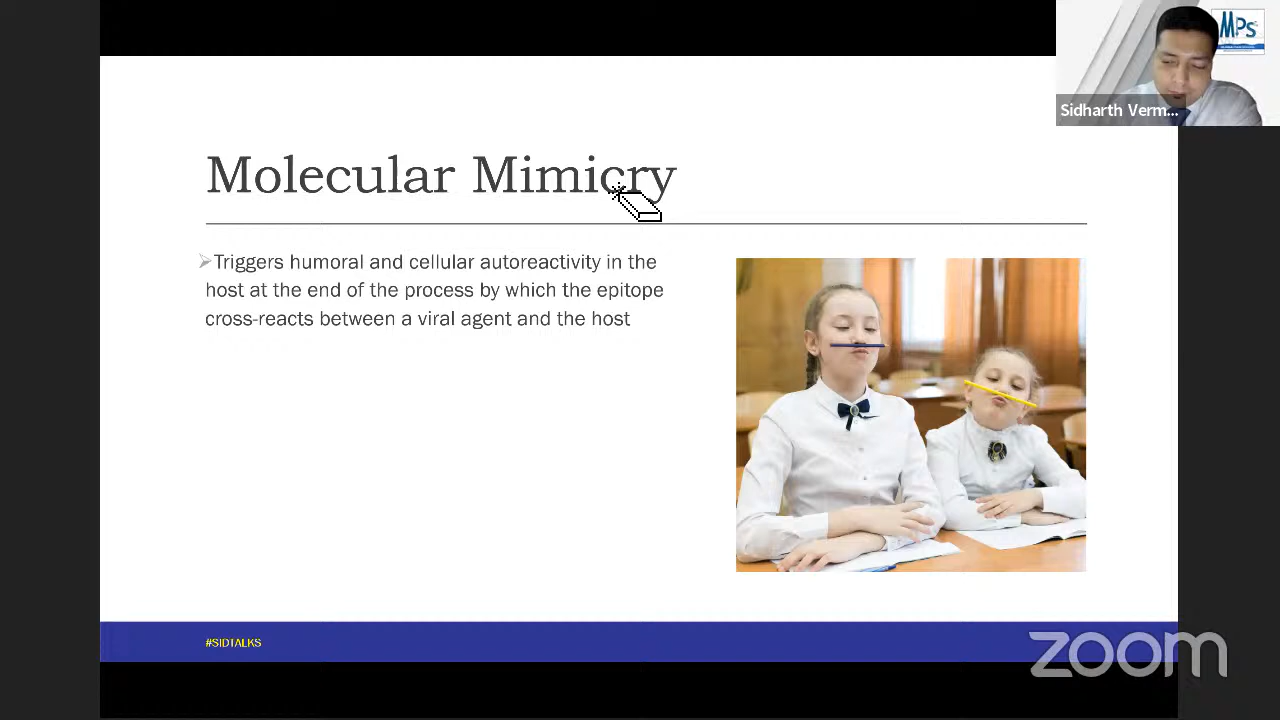 MPS
Sidharth Verm...
Molecular Mimicry
➢Triggers humoral and cellular autoreactivity in the
host at the end of the process by which the epitope
cross-reacts between a viral agent and the host
#SIDTALKS
zoom